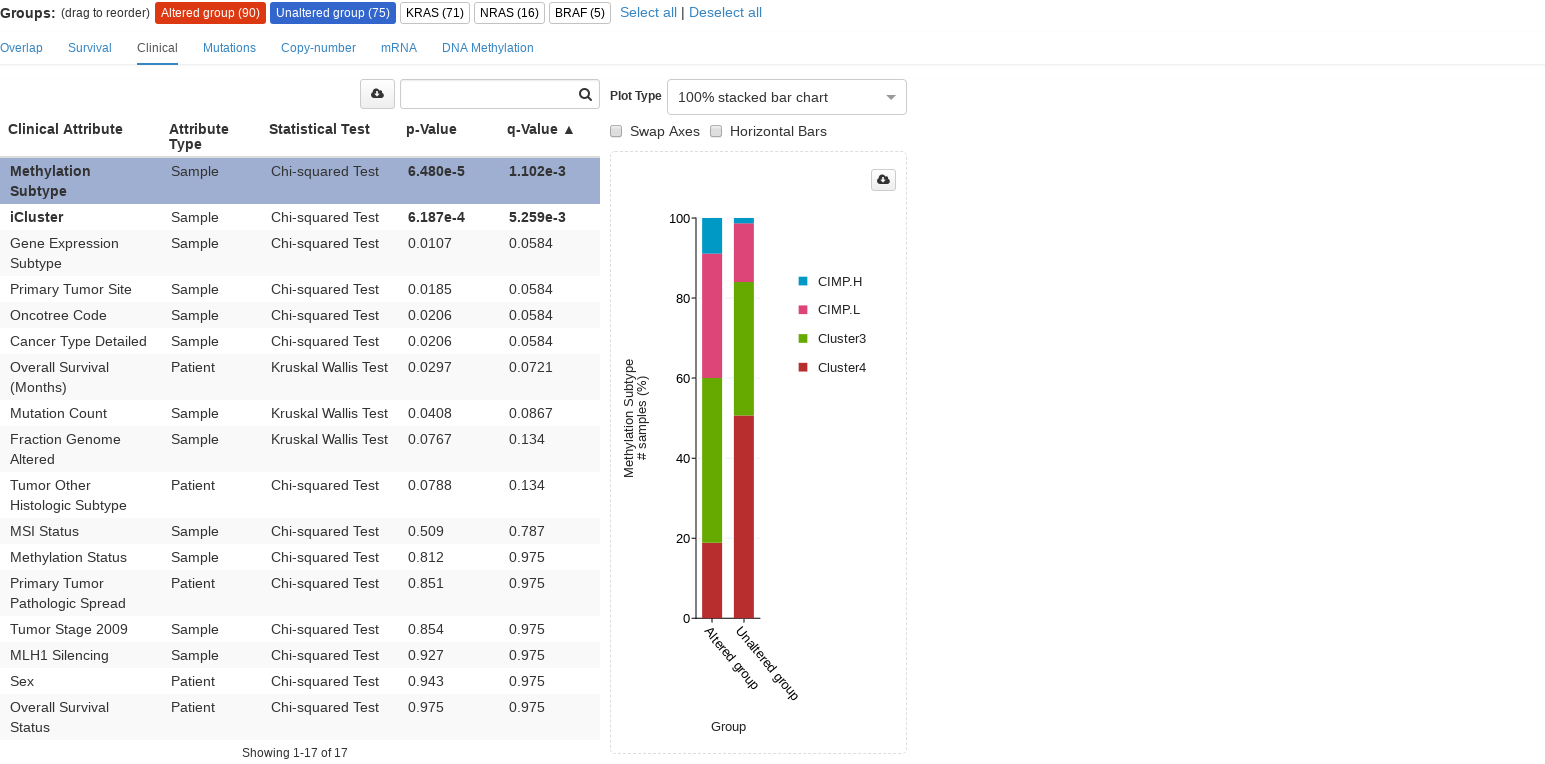 Groups: (drag to reorder) Altered group (90) Unaltered group (75) KRAS (71) NRAS (16) BRAF (5) Select all | Deselect all
Overlap Survival Clinical Mutations Copy-number mRNA DNA Methylation
Plot Type 100% stacked bar chart
Swap Axes Horizontal Bars
Clinical Attribute Attribute Type Statistical Test p-Value q-Value ▲
Methylation Subtype Sample Chi-squared Test 6.480e-5 1.102e-3
iCluster Sample Chi-squared Test 6.187e-4 5.259e-3
Gene Expression Subtype Sample Chi-squared Test 0.0107 0.0584
Primary Tumor Site Sample Chi-squared Test 0.0185 0.0584
Oncotree Code Sample Chi-squared Test 0.0206 0.0584
Cancer Type Detailed Sample Chi-squared Test 0.0206 0.0584
Overall Survival (Months) Patient Kruskal Wallis Test 0.0297 0.0721
Mutation Count Sample Kruskal Wallis Test 0.0408 0.0867
Fraction Genome Altered Sample Kruskal Wallis Test 0.0767 0.134
Tumor Other Histologic Subtype Patient Chi-squared Test 0.0788 0.134
MSI Status Sample Chi-squared Test 0.509 0.787
Methylation Status Sample Chi-squared Test 0.812 0.975
Primary Tumor Pathologic Spread Patient Chi-squared Test 0.851 0.975
Tumor Stage 2009 Sample Chi-squared Test 0.854 0.975
MLH1 Silencing Sample Chi-squared Test 0.927 0.975
Sex Patient Chi-squared Test 0.943 0.975
Overall Survival Status Patient Chi-squared Test 0.975 0.975
Showing 1-17 of 17
Methylation Subtype
# samples (%)
100
80
60
40
20
0
CIMP.H
CIMP.L
Cluster3
Cluster4
Altered group
Unaltered group
Group